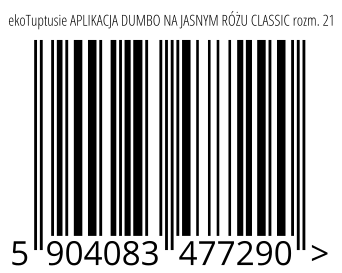 ekoTuptusie APLIKACJA DUMBO NA JASNYM RÓŻU CLASSIC rozm. 21
5 904083 477290 >